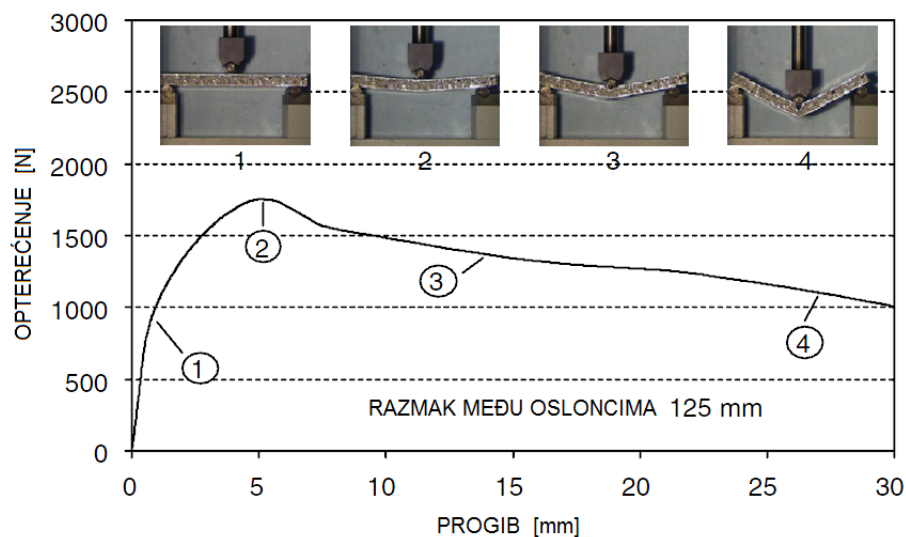 3000
2500
2000
1500
1000
500
0
OPTEREĆENJE [N]
1 2 3 4
1
2
3
4
RAZMAK MEĐU OSLONCIMA 125 mm
0 5 10 15 20 25 30
PROGIB [mm]